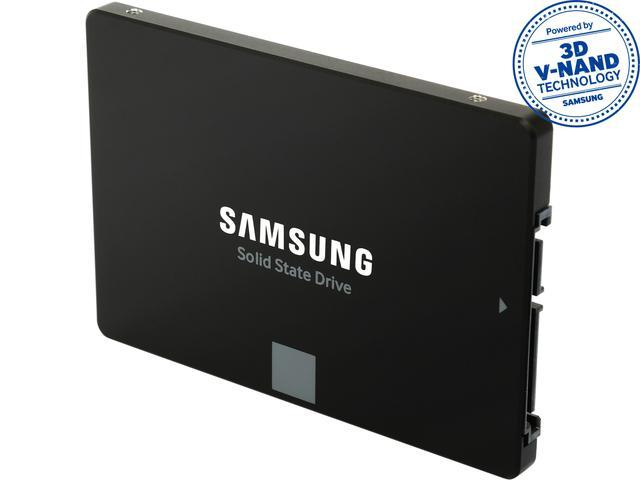 Powered by
3D
V-NAND
TECHNOLOGY
SAMSUNG
SAMSUNG
Solid State Drive